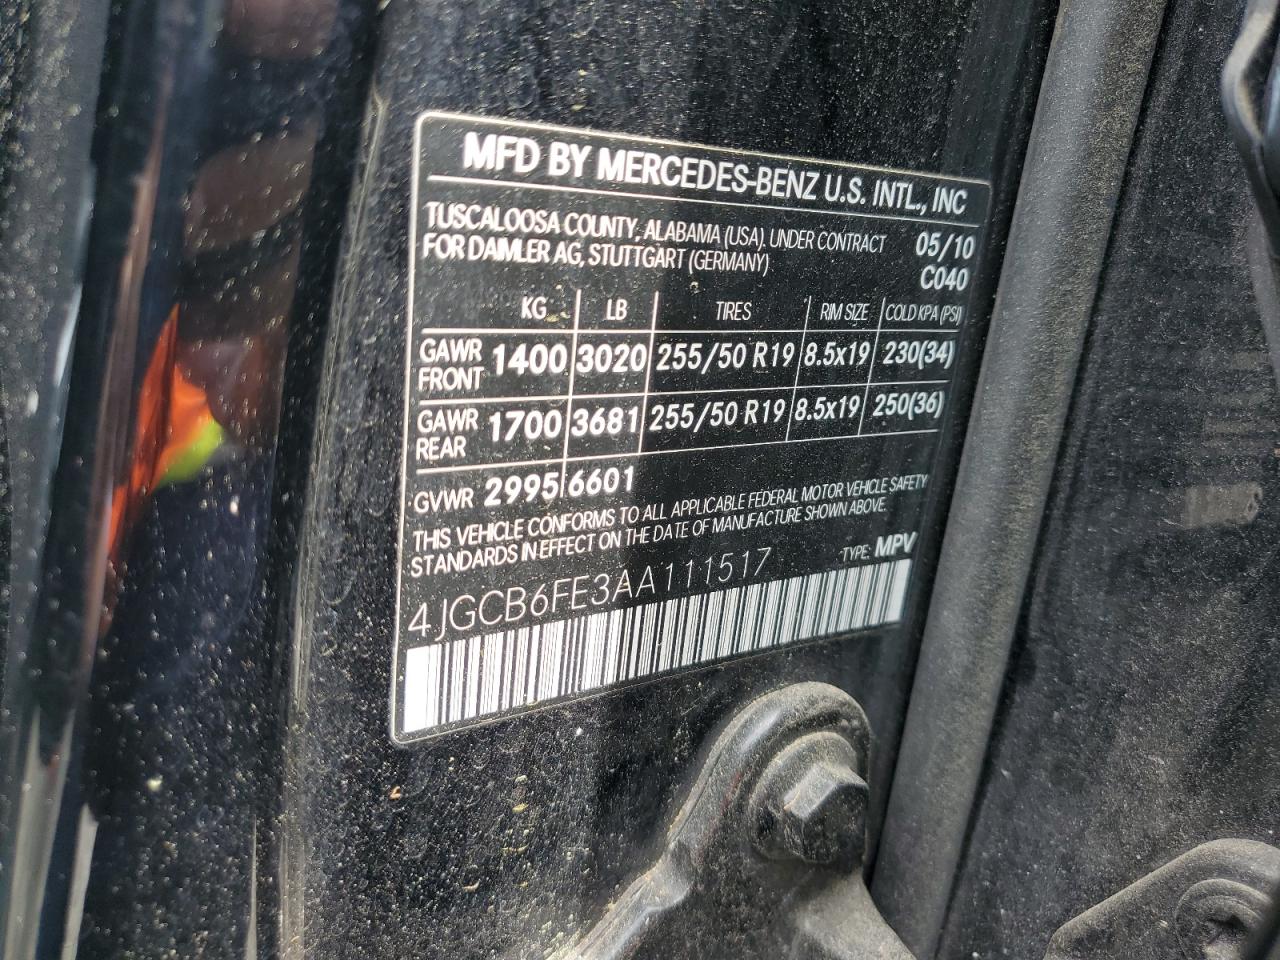 MFD BY MERCEDES-BENZ U.S. INTL., INC
TUSCALOOSA COUNTY, ALABAMA (USA). UNDER CONTRACT 05/10
FOR DAIMLER AG, STUTTGART (GERMANY) C040
KG LB TIRES RIM SIZE COLD KPA (PSI)
GAWR FRONT 1400 3020 255/50 R19 8.5x19 230(34)
GAWR REAR 1700 3681 255/50 R19 8.5x19 250(36)
GVWR 2995 6601
THIS VEHICLE CONFORMS TO ALL APPLICABLE FEDERAL MOTOR VEHICLE SAFETY
STANDARDS IN EFFECT ON THE DATE OF MANUFACTURE SHOWN ABOVE.
4JGCB6FE3AA111517 TYPE: MPV